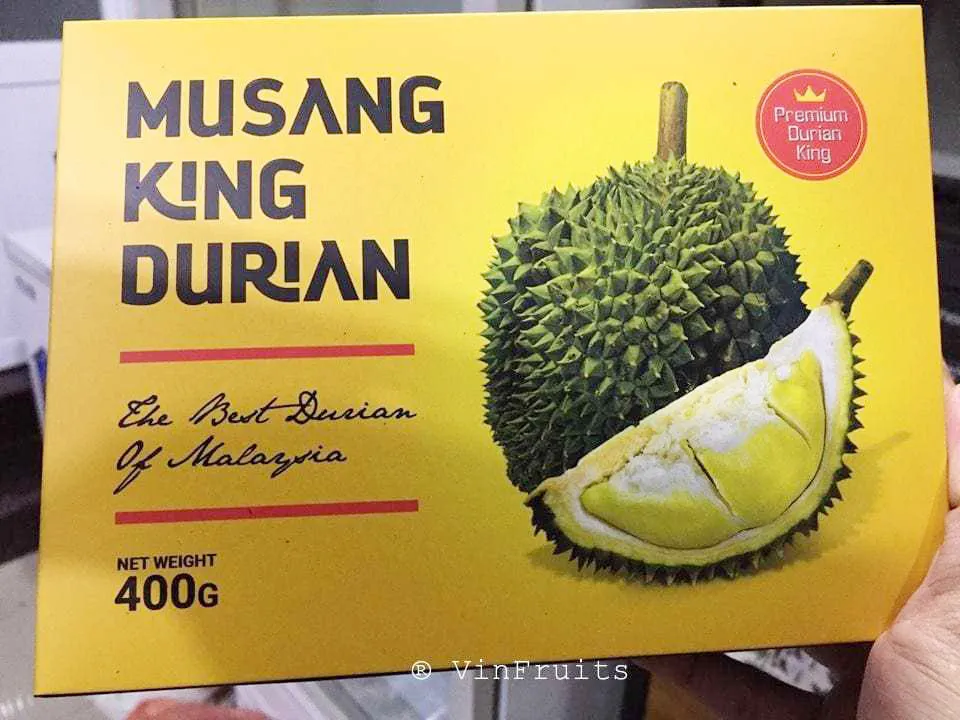 MUSANG
KING
DURIAN
Premium
Durian
King
The Best Durian
Of Malaysia
NET WEIGHT
400G
® VinFruits